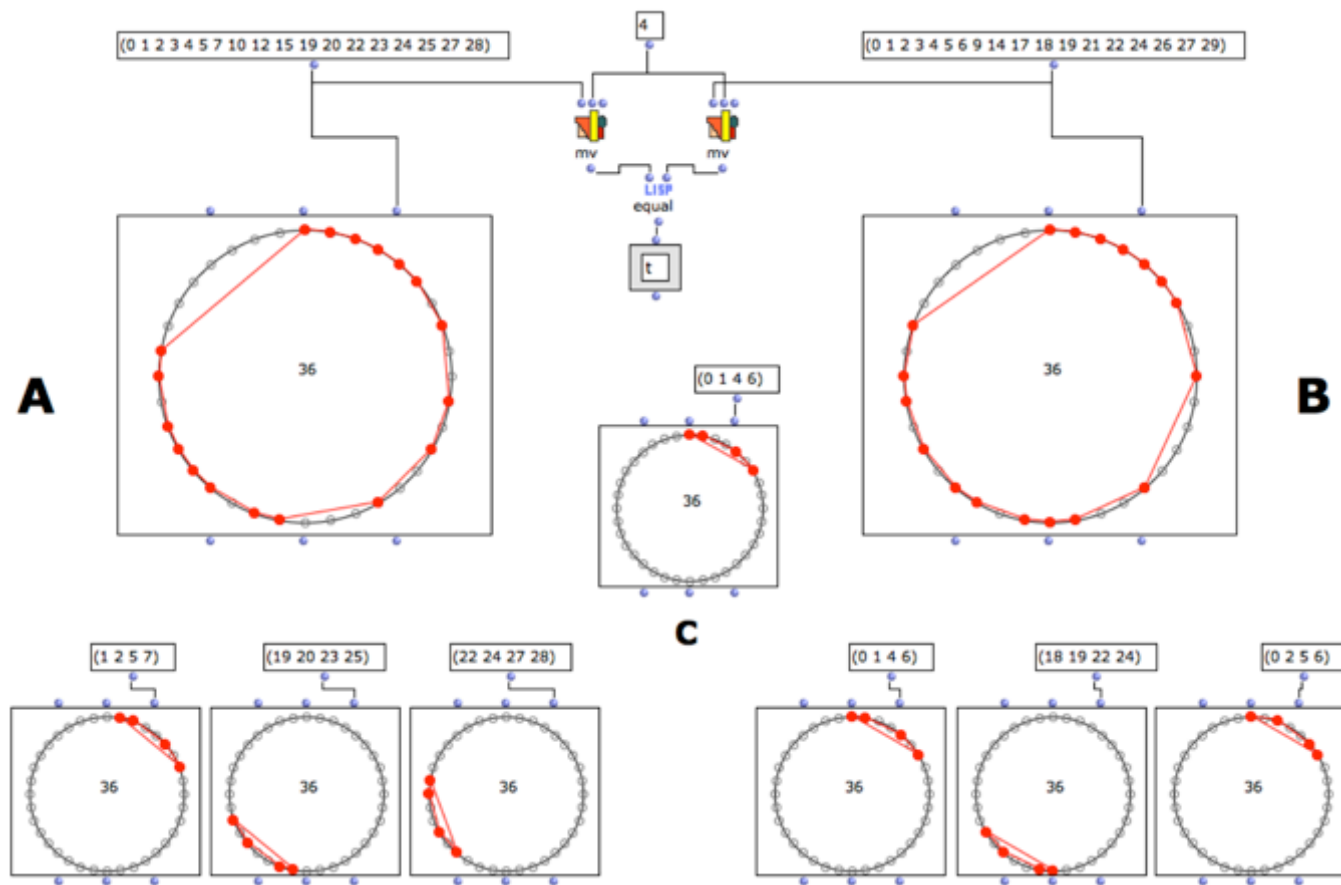 4
(0 1 2 3 4 5 7 10 12 15 19 20 22 23 24 25 27 28)
(0 1 2 3 4 5 6 9 14 17 18 19 21 22 24 26 27 29)
mv
mv
LISP
equal
t
36
36
(0 1 4 6)
A
B
36
C
(1 2 5 7)
(19 20 23 25)
(22 24 27 28)
(0 1 4 6)
(18 19 22 24)
(0 2 5 6)
36
36
36
36
36
36